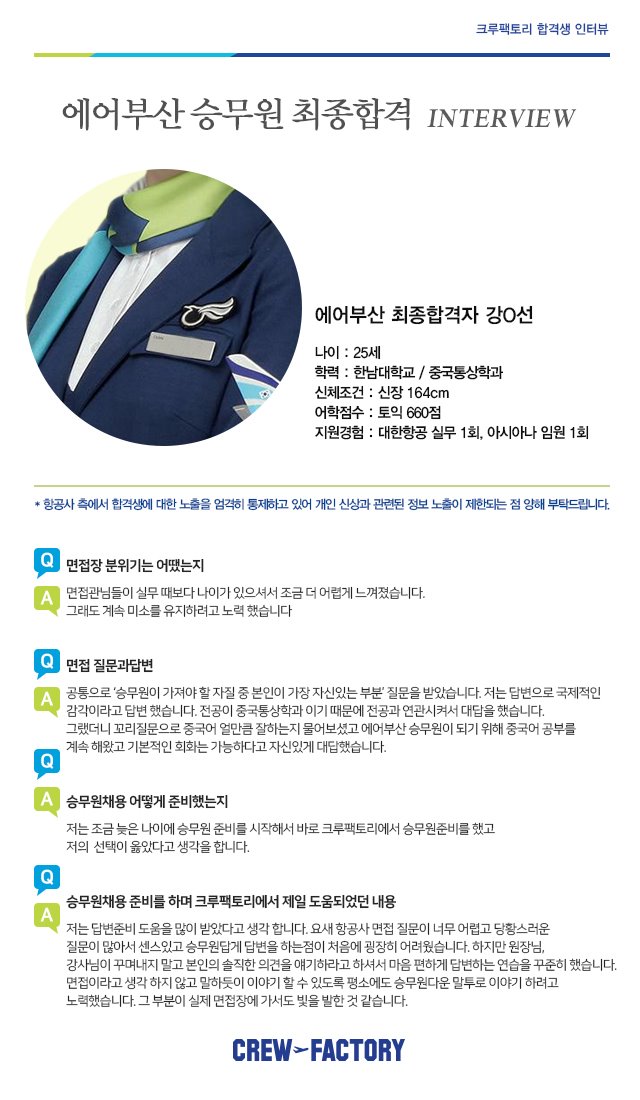 크루팩토리 합격생 인터뷰
에어부산 승무원 최종합격 INTERVIEW
에어부산 최종합격자 강O선
나이 : 25세
학력 : 한남대학교 / 중국통상학과
신체조건 : 신장 164cm
어학점수 : 토익 660점
지원경험 : 대한항공 실무 1회, 아시아나 임원 1회
* 항공사 측에서 합격생에 대한 노출을 엄격히 통제하고 있어 개인 신상과 관련된 정보 노출이 제한되는 점 양해 부탁드립니다.
Q 면접장 분위기는 어땠는지
A 면접관님들이 실무 때보다 나이가 있으셔서 조금 더 어렵게 느껴졌습니다.
그래도 계속 미소를 유지하려고 노력 했습니다
Q 면접 질문과답변
A 공통으로 '승무원이 가져야 할 자질 중 본인이 가장 자신있는 부분' 질문을 받았습니다. 저는 답변으로 국제적인
감각이라고 답변 했습니다. 전공이 중국통상학과 이기 때문에 전공과 연관시켜서 대답을 했습니다.
그랬더니 꼬리질문으로 중국어 얼만큼 잘하는지 물어보셨고 에어부산 승무원이 되기 위해 중국어 공부를
계속 해왔고 기본적인 회화는 가능하다고 자신있게 대답했습니다.
Q
A 승무원채용 어떻게 준비했는지
저는 조금 늦은 나이에 승무원 준비를 시작해서 바로 크루팩토리에서 승무원준비를 했고
저의 선택이 옳았다고 생각을 합니다.
Q
승무원채용 준비를 하며 크루팩토리에서 제일 도움되었던 내용
A
저는 답변준비 도움을 많이 받았다고 생각 합니다. 요새 항공사 면접 질문이 너무 어렵고 당황스러운
질문이 많아서 센스있고 승무원답게 답변을 하는점이 처음에 굉장히 어려웠습니다. 하지만 원장님,
강사님이 꾸며내지 말고 본인의 솔직한 의견을 얘기하라고 하셔서 마음 편하게 답변하는 연습을 꾸준히 했습니다.
면접이라고 생각 하지 않고 말하듯이 이야기 할 수 있도록 평소에도 승무원다운 말투로 이야기 하려고
노력했습니다. 그 부분이 실제 면접장에 가서도 빛을 발한 것 같습니다.
CREW FACTORY